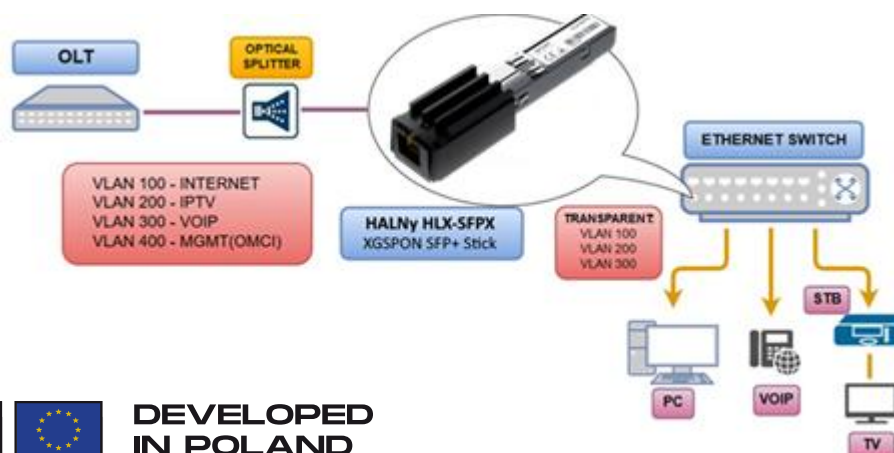 OLT
OPTICAL
SPLITTER
ETHERNET SWITCH
VLAN 100 - INTERNET
VLAN 200 - IPTV
VLAN 300 - VOIP
VLAN 400 - MGMT(OMCI)
HALNy HLX-SFPX
XGSPON SFP+ Stick
TRANSPARENT:
VLAN 100
VLAN 200
VLAN 300
STB
PC
VOIP
TV
DEVELOPED
IN POLAND